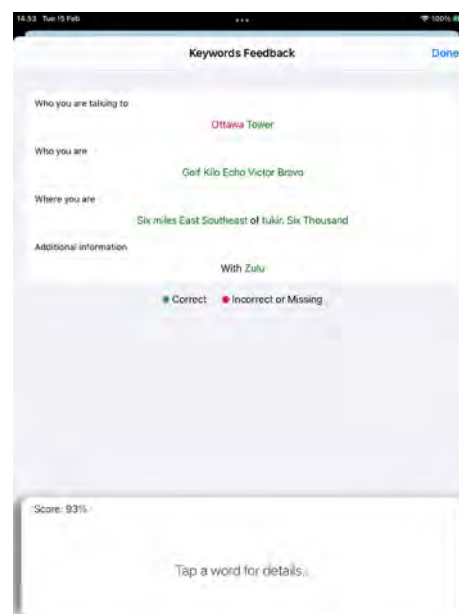 14.53 Tue 15 Feb ••• 100%
Keywords Feedback Done
Who you are talking to
Ottawa Tower
Who you are
Golf Kilo Echo Victor Bravo
Where you are
Six miles East Southeast of tukir, Six Thousand
Additional information
With Zulu
Correct Incorrect or Missing
Score: 93%
Tap a word for details..